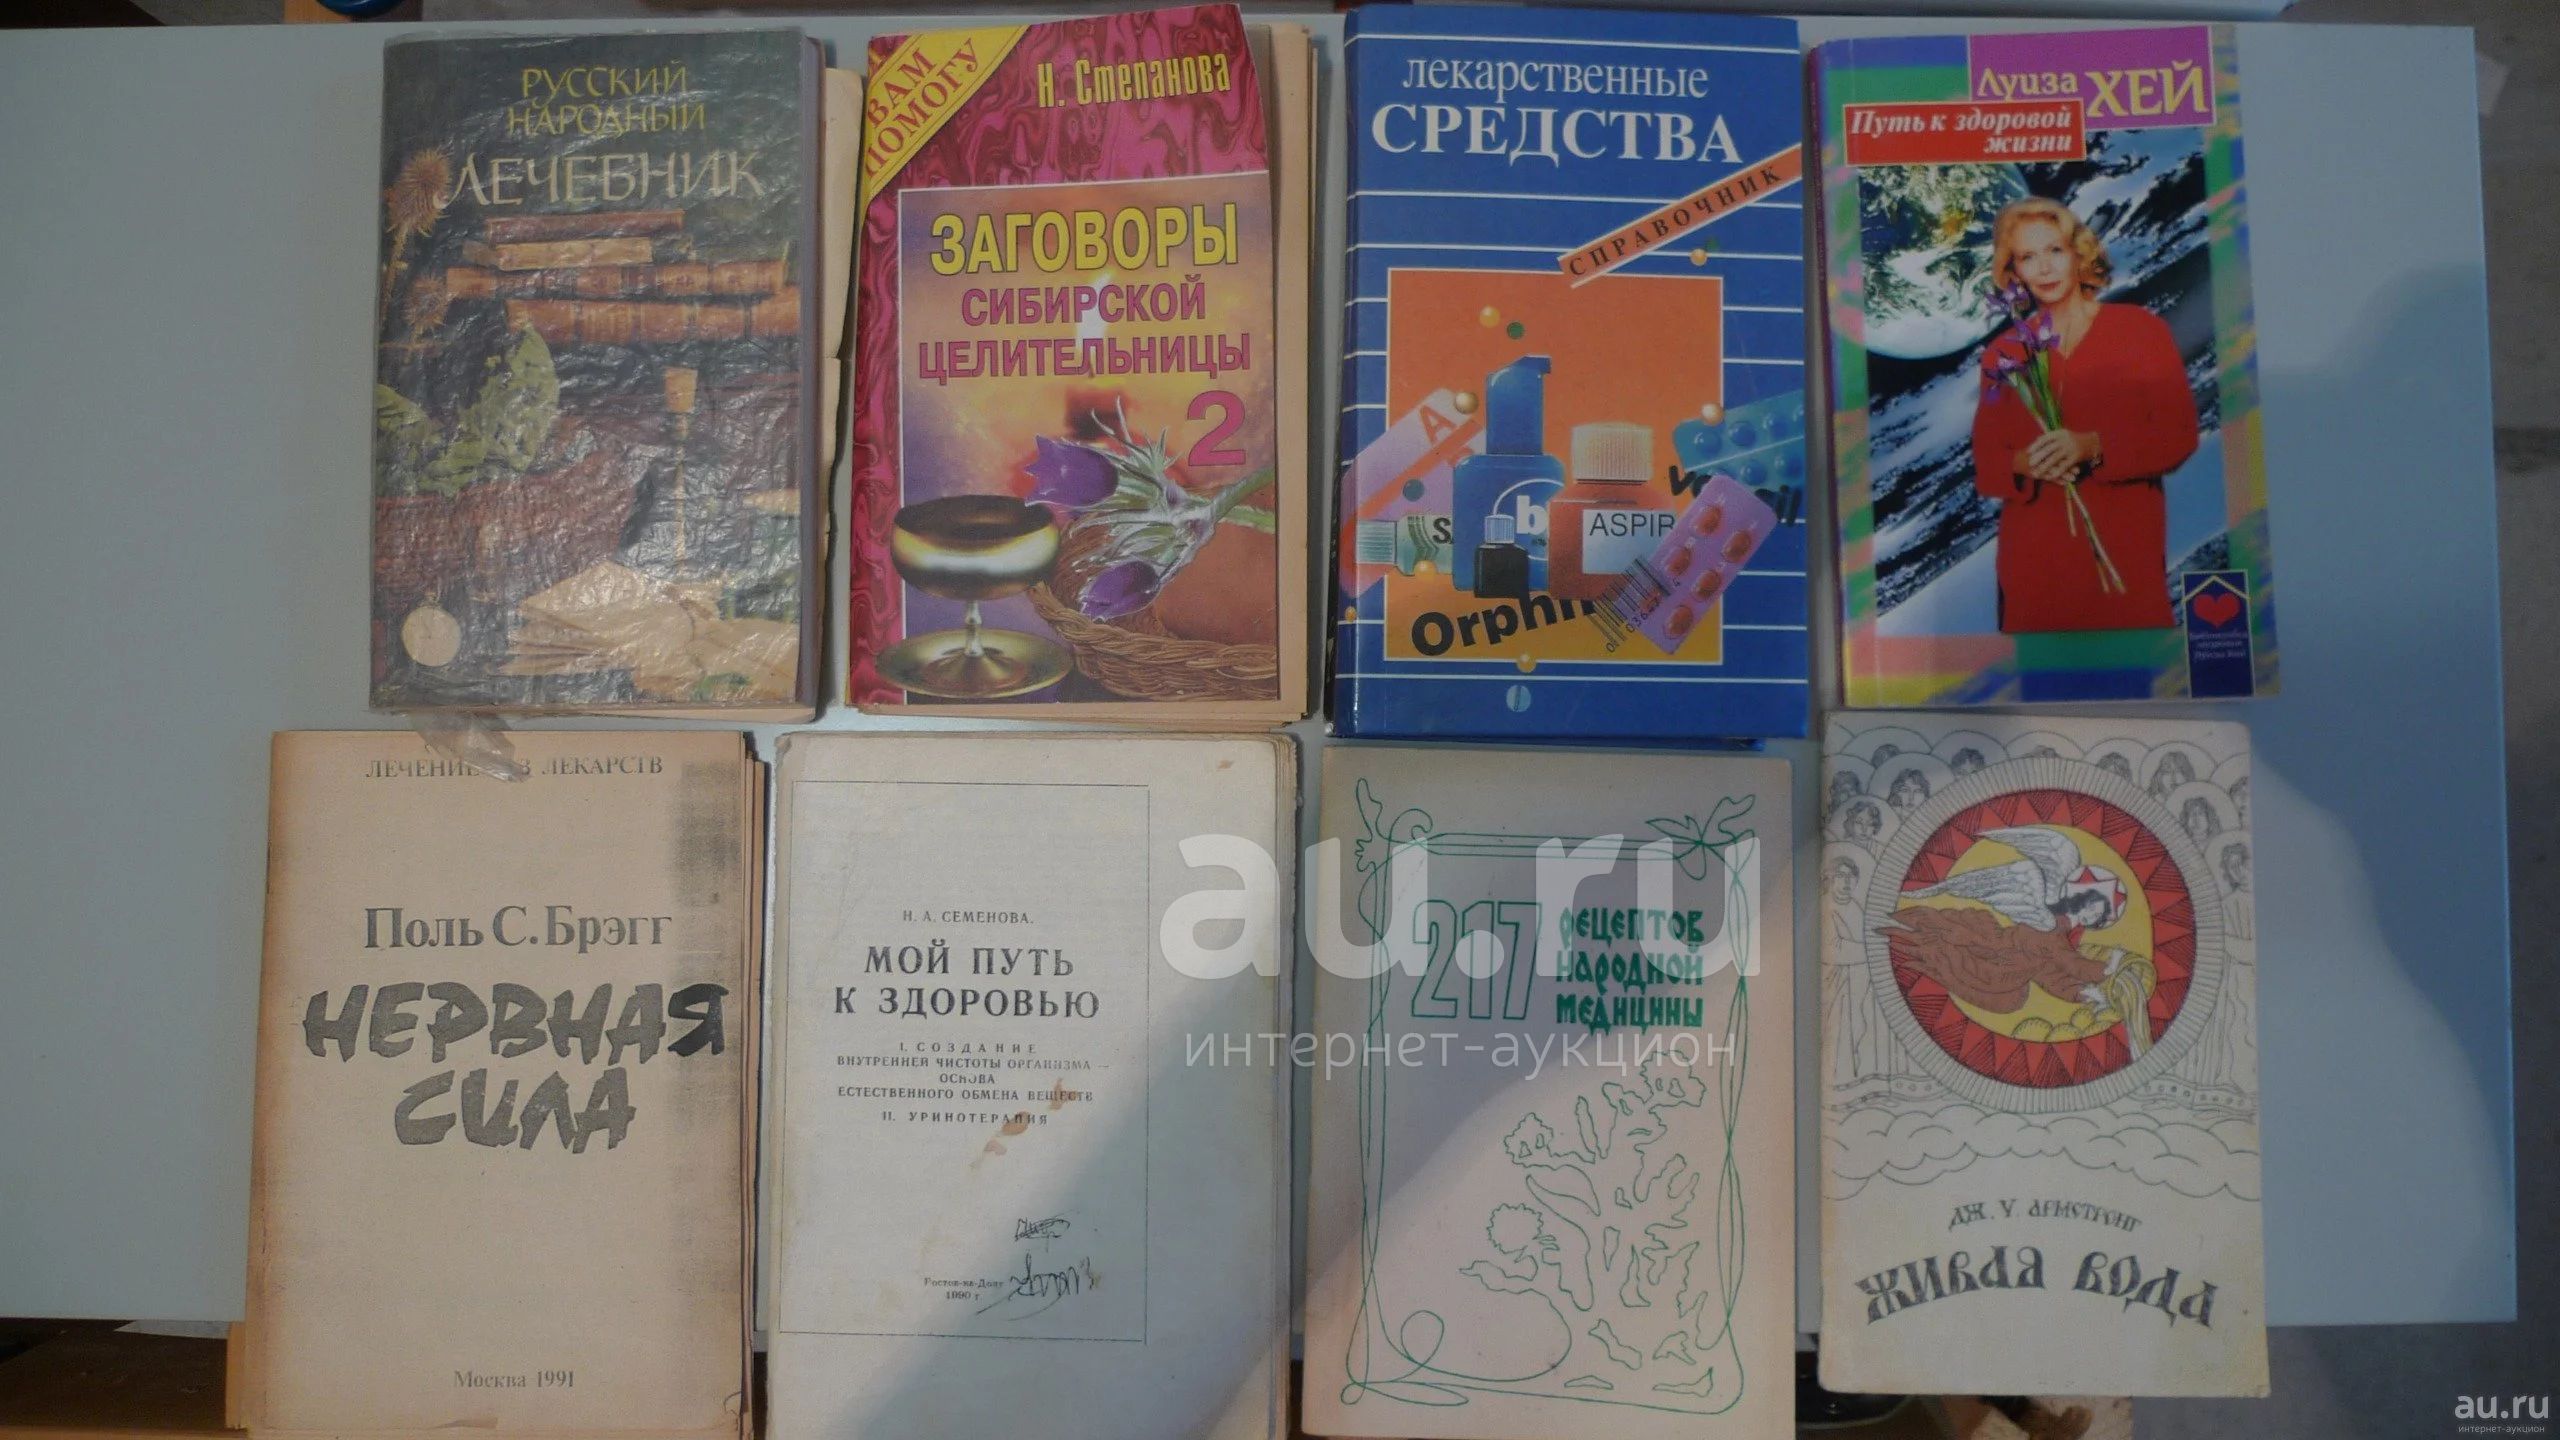 РУССКИЙ
НАРОДНЫЙ
ЛЕЧЕБНИК
Я ВАМ
ПОМОГУ
Н. Степанова
ЗАГОВОРЫ
СИБИРСКОЙ
ЦЕЛИТЕЛЬНИЦЫ
2
лекарственные
СРЕДСТВА
СПРАВОЧНИК
ASPIR
Orphi
Луиза
ХЕЙ
Путь к здоровой
жизни
ЛЕЧЕНИЕ ЛЕКАРСТВ
Поль С. Брэгг
НЕРВНАЯ
СИЛА
Москва 1991
Н. А. СЕМЕНОВА.
МОЙ ПУТЬ
К ЗДОРОВЬЮ
I. СОЗДАНИЕ
ВНУТРЕННЕЙ ЧИСТОТЫ ОРГАНИЗМА —
ОСНОВА
ЕСТЕСТВЕННОГО ОБМЕНА ВЕЩЕСТВ
II. УРИНОТЕРАПИЯ
Ростов-на-Дону
1990 г.
217
РЕЦЕПТОВ
НАРОДНОЙ
МЕДИЦИНЫ
ДЖ. У. АРМСТРОНГ
ЖИВАЯ ВОДА
au.ru
интернет-аукцион
au.ru
интернет-аукцион